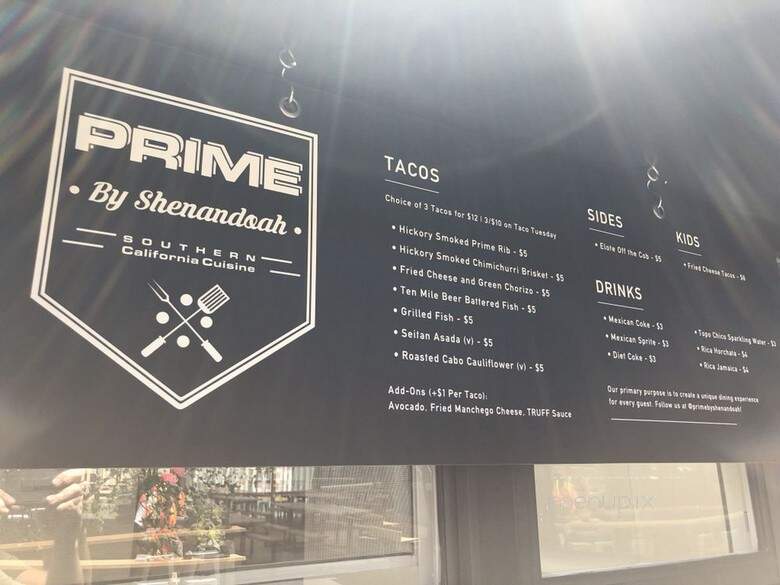 PRIME
By Shenandoah
SOUTHERN
California Cuisine
TACOS
Choice of 3 Tacos for $12 | 3/$10 on Taco Tuesday
• Hickory Smoked Prime Rib - $5
• Hickory Smoked Chimichurri Brisket - $5
• Fried Cheese and Green Chorizo - $5
• Ten Mile Beer Battered Fish - $5
• Grilled Fish - $5
• Seitan Asada (v) - $5
• Roasted Cabo Cauliflower (v) - $5
Add-Ons (+$1 Per Taco):
Avocado, Fried Manchego Cheese, TRUFF Sauce
SIDES
• Elote Off the Cob - $5
KIDS
• Fried Cheese Tacos - $6
DRINKS
• Mexican Coke - $3
• Mexican Sprite - $3
• Diet Coke - $3
• Topo Chico Sparkling Water - $3
• Rica Horchata - $4
• Rica Jamaica - $4
Our primary purpose is to create a unique dining experience
for every guest. Follow us at @primebyshenandoah!